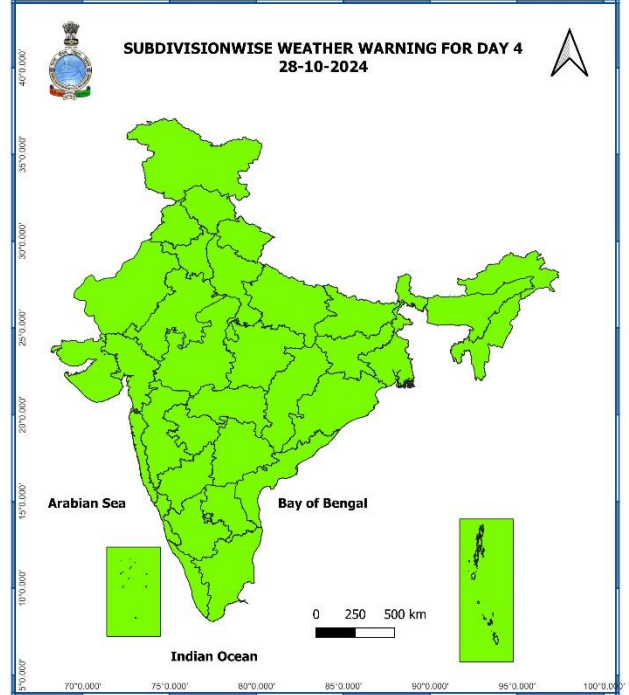 SUBDIVISIONWISE WEATHER WARNING FOR DAY 4
28-10-2024
40°0.000'
35°0.000'
30°0.000'
25°0.000'
20°0.000'
15°0.000'
10°0.000'
5°0.000'
Arabian Sea
Bay of Bengal
0 250 500 km
Indian Ocean
70°0.000' 75°0.000' 80°0.000' 85°0.000' 90°0.000' 95°0.000' 100°0.000'